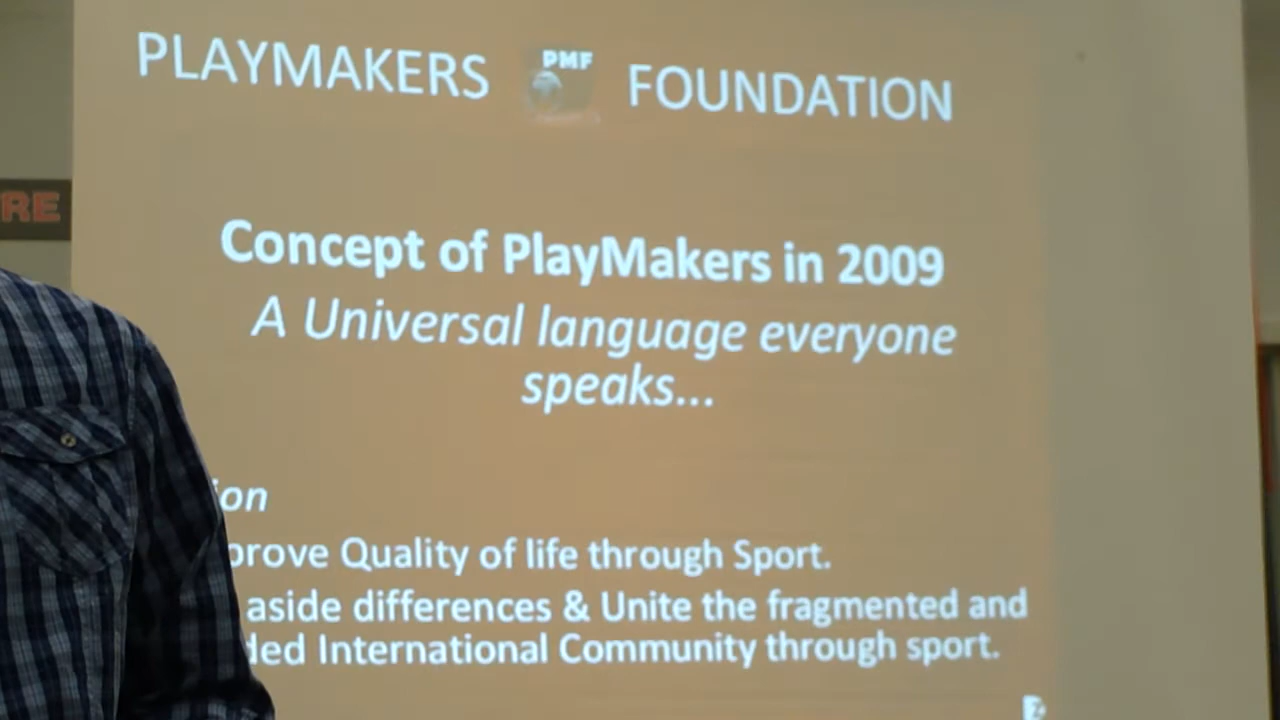 PLAYMAKERS PMF FOUNDATION
RE
Concept of PlayMakers in 2009
A Universal language everyone
speaks...
ion
prove Quality of life through Sport.
aside differences & Unite the fragmented and
ded International Community through sport.